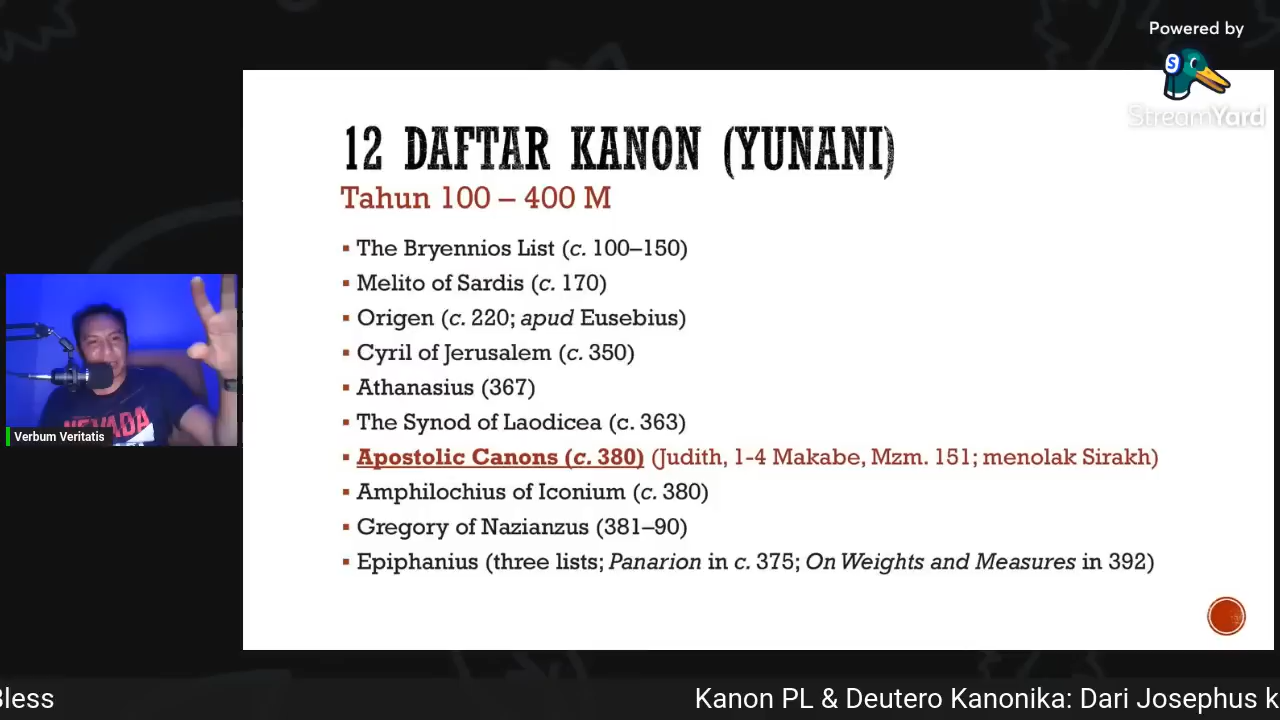 Powered by
S
StreamYard
12 DAFTAR KANON (YUNANI)
Tahun 100 – 400 M
▪ The Bryennios List (c. 100–150)
▪ Melito of Sardis (c. 170)
▪ Origen (c. 220; apud Eusebius)
▪ Cyril of Jerusalem (c. 350)
▪ Athanasius (367)
▪ The Synod of Laodicea (c. 363)
▪ Apostolic Canons (c. 380) (Judith, 1-4 Makabe, Mzm. 151; menolak Sirakh)
▪ Amphilochius of Iconium (c. 380)
▪ Gregory of Nazianzus (381–90)
▪ Epiphanius (three lists; Panarion in c. 375; On Weights and Measures in 392)
NEVADA
Verbum Veritatis
Bless
Kanon PL & Deutero Kanonika: Dari Josephus k